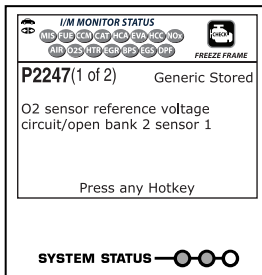 I/M MONITOR STATUS
MIS FUE CCM CAT HCA EVA HCC NOx
AIR O2S HTR EGR BPS EGS DPF
CHECK
FREEZE FRAME
P2247(1 of 2) Generic Stored
O2 sensor reference voltage
circuit/open bank 2 sensor 1
Press any Hotkey
SYSTEM STATUS